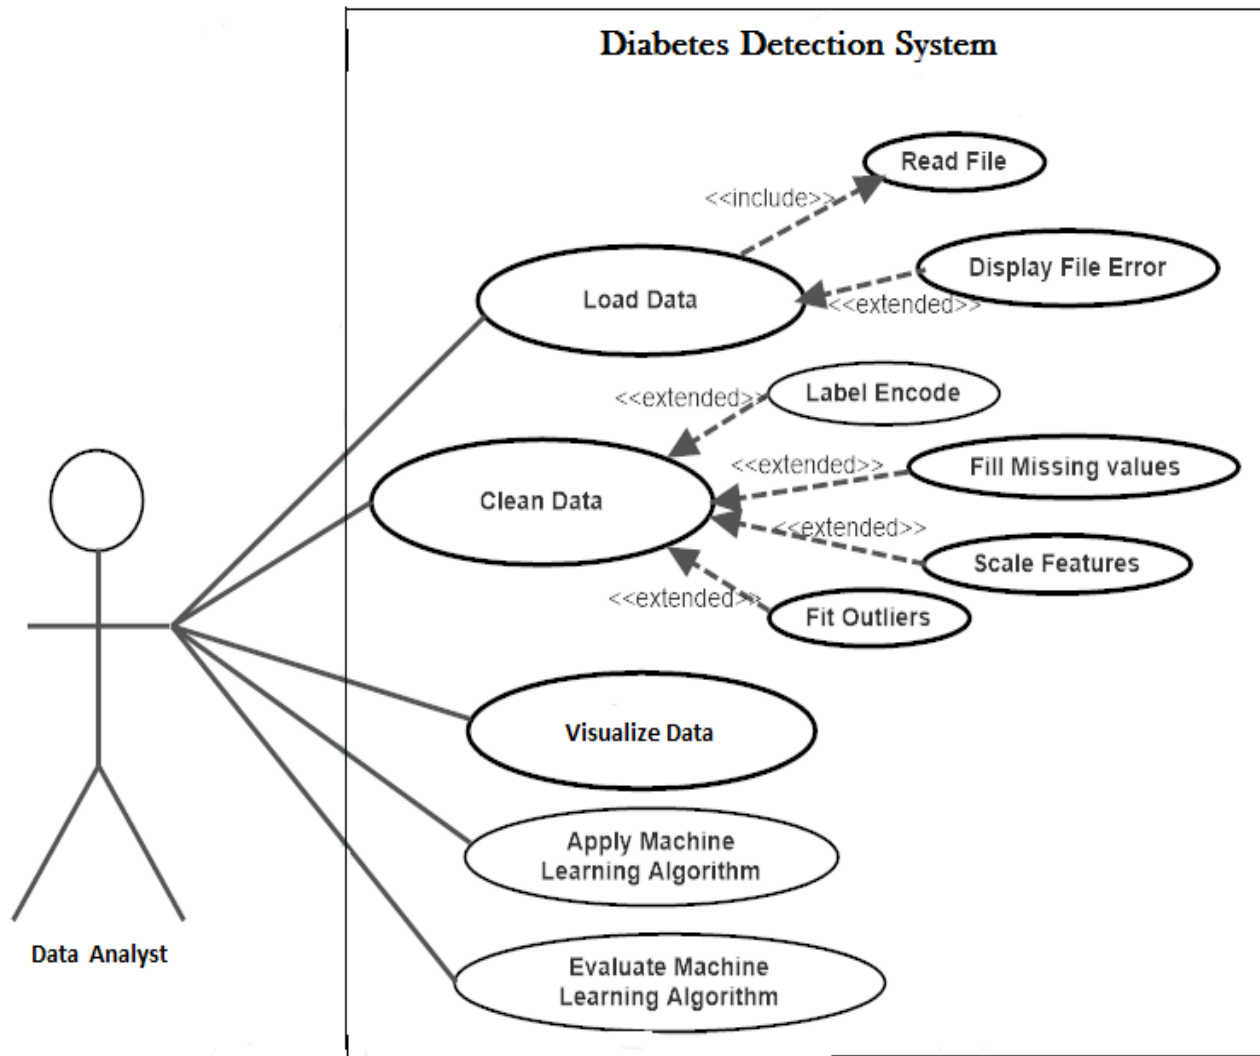 Diabetes Detection System
Read File
<<include>>
Display File Error
Load Data
<<extended>>
Label Encode
<<extended>>
<<extended>>
Fill Missing values
Clean Data
<<extended>>
Scale Features
<<extended>>
Fit Outliers
Visualize Data
Apply Machine
Learning Algorithm
Data Analyst
Evaluate Machine
Learning Algorithm